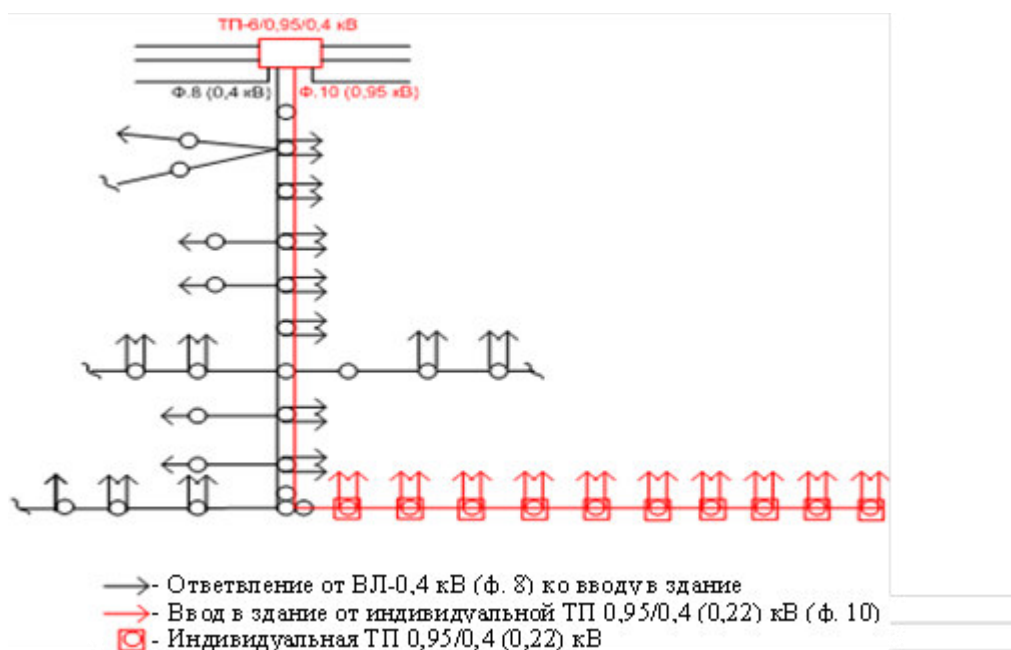 ТП-6/0,95/0,4 кВ
Ф.8 (0,4 кВ) Ф.10 (0,95 кВ)
- Ответвление от ВЛ-0,4 кВ (ф. 8) ко вводу в здание
- Ввод в здание от индивидуальной ТП 0,95/0,4 (0,22) кВ (ф. 10)
- Индивидуальная ТП 0,95/0,4 (0,22) кВ